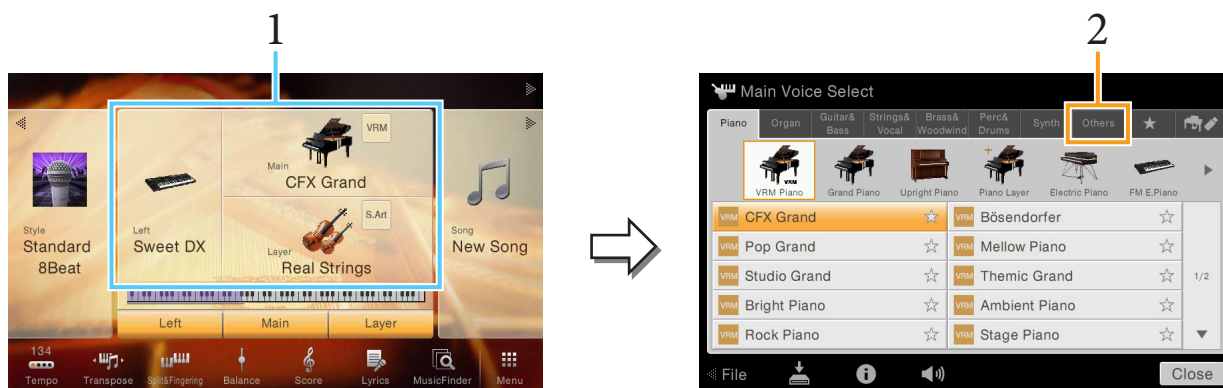 1
VRM
Main
CFX Grand
Style
Standard
8Beat
Left
Sweet DX
S.Art
Layer
Real Strings
Song
New Song
Left Main Layer
134
Tempo Transpose Split&Fingering Balance Score Lyrics MusicFinder Menu
2
Main Voice Select
Piano Organ Guitar& Bass Strings& Vocal Brass& Woodwind Perc& Drums Synth Others
VRM
VRM Piano Grand Piano Upright Piano Piano Layer Electric Piano FM E.Piano
VRM CFX Grand VRM Bösendorfer
VRM Pop Grand VRM Mellow Piano
VRM Studio Grand VRM Themic Grand 1/2
VRM Bright Piano VRM Ambient Piano
VRM Rock Piano VRM Stage Piano
File Close